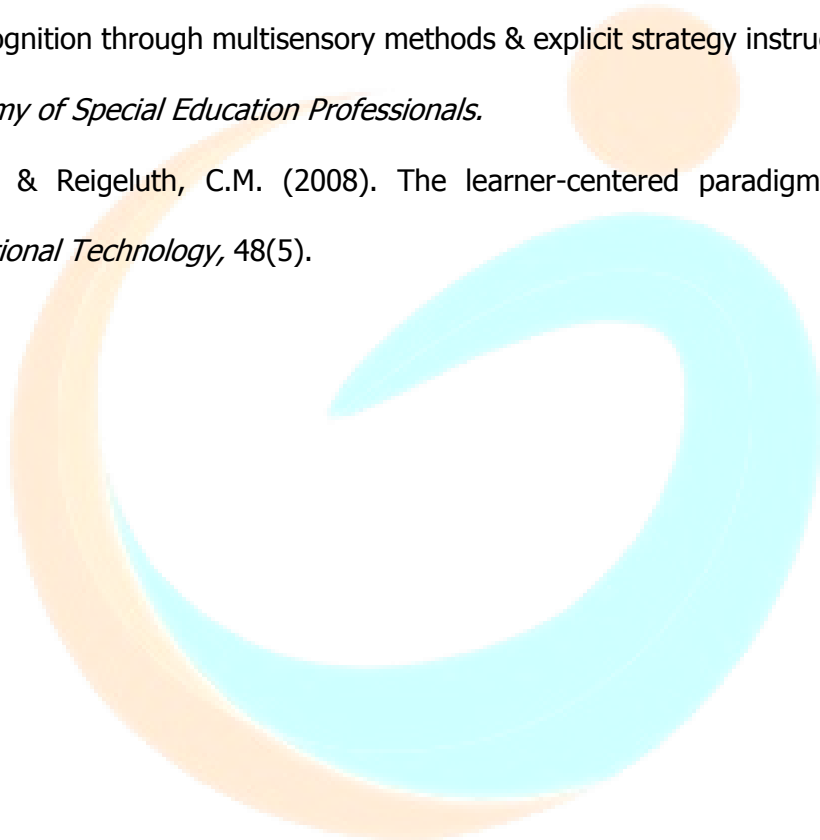 ognition through multisensory methods & explicit strategy instru
my of Special Education Professionals.
& Reigeluth, C.M. (2008). The learner-centered paradigm
tional Technology, 48(5).